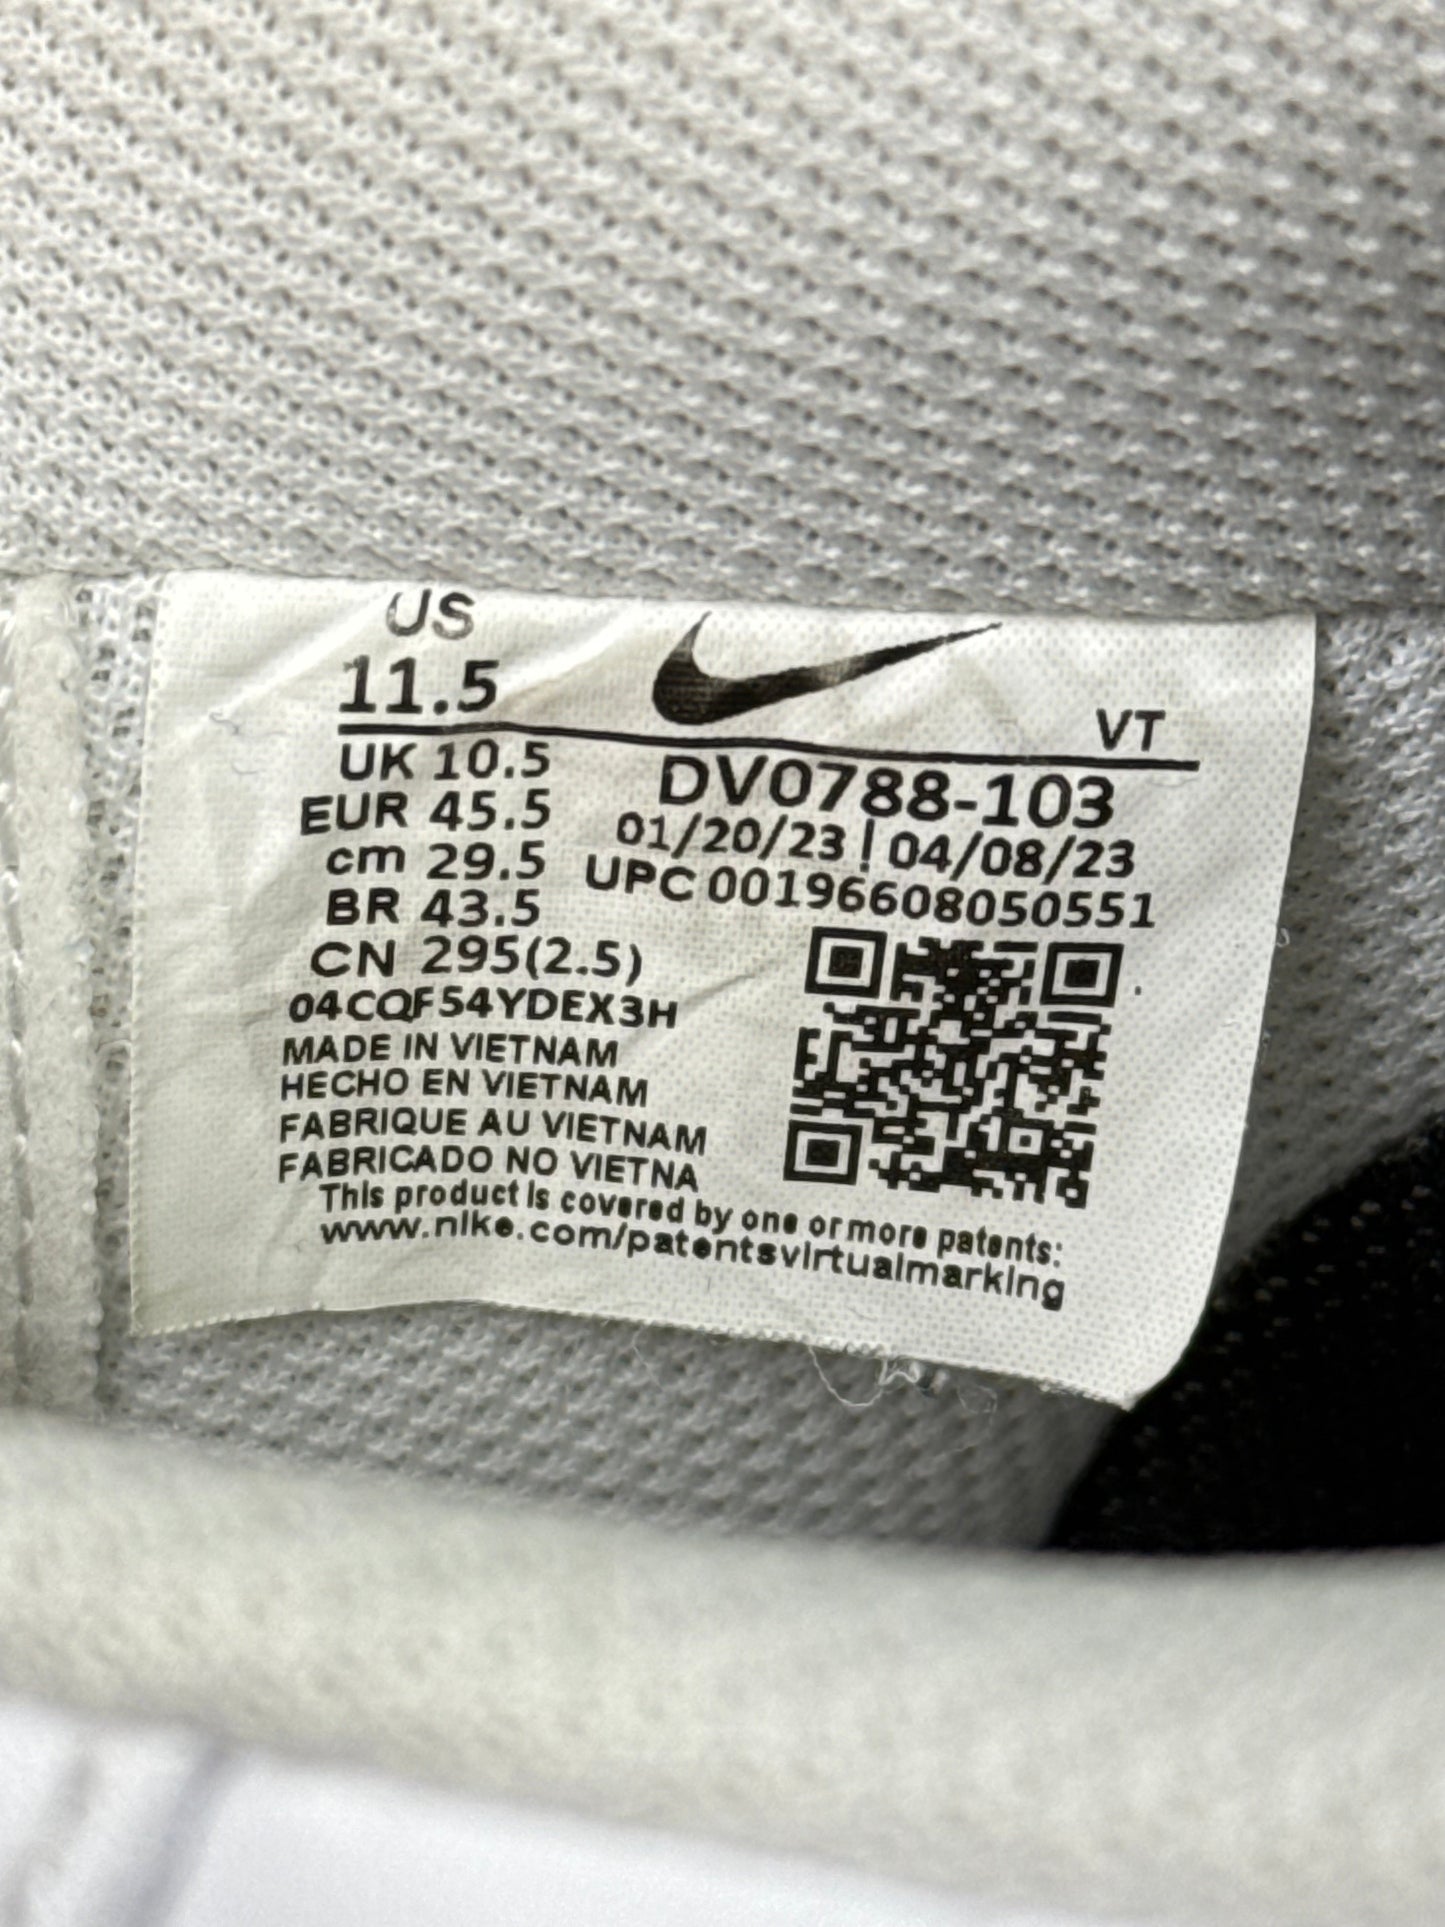 US
11.5
VT
UK 10.5
EUR 45.5
cm 29.5
BR 43.5
CN 295(2.5)
DV0788-103
01/20/23 | 04/08/23
UPC 00196608050551
04CQF54YDEX3H
MADE IN VIETNAM
HECHO EN VIETNAM
FABRIQUE AU VIETNAM
FABRICADO NO VIETNA
This product is covered by one or more patents:
www.nike.com/patentsvirtualmarking